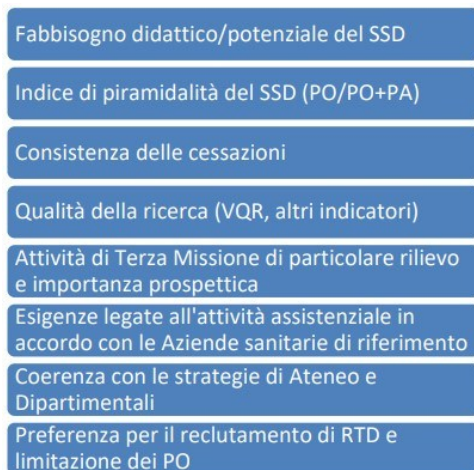 Fabbisogno didattico/potenziale del SSD
Indice di piramidalità del SSD (PO/PO+PA)
Consistenza delle cessazioni
Qualità della ricerca (VQR, altri indicatori)
Attività di Terza Missione di particolare rilievo
e importanza prospettica
Esigenze legate all'attività assistenziale in
accordo con le Aziende sanitarie di riferimento
Coerenza con le strategie di Ateneo e
Dipartimentali
Preferenza per il reclutamento di RTD e
limitazione dei PO